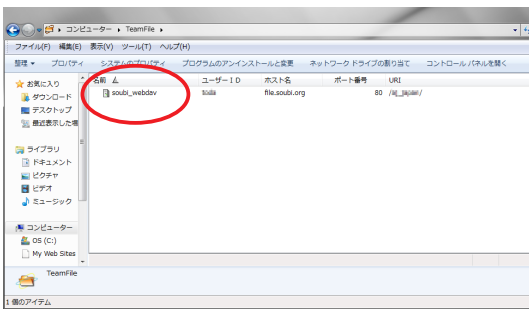 コンピューター ▸ TeamFile ▸
ファイル(F) 編集(E) 表示(V) ツール(T) ヘルプ(H)
整理 ▼ プロパティ システムのプロパティ プログラムのアンインストールと変更 ネットワーク ドライブの割り当て コントロール パネルを開く
お気に入り
ダウンロード
デスクトップ
最近表示した場
ライブラリ
ドキュメント
ピクチャ
ビデオ
ミュージック
コンピューター
OS (C:)
My Web Sites
名前 ユーザーID ホスト名 ポート番号 URI
soubi_webdav file.soubi.org 80
TeamFile
1 個のアイテム